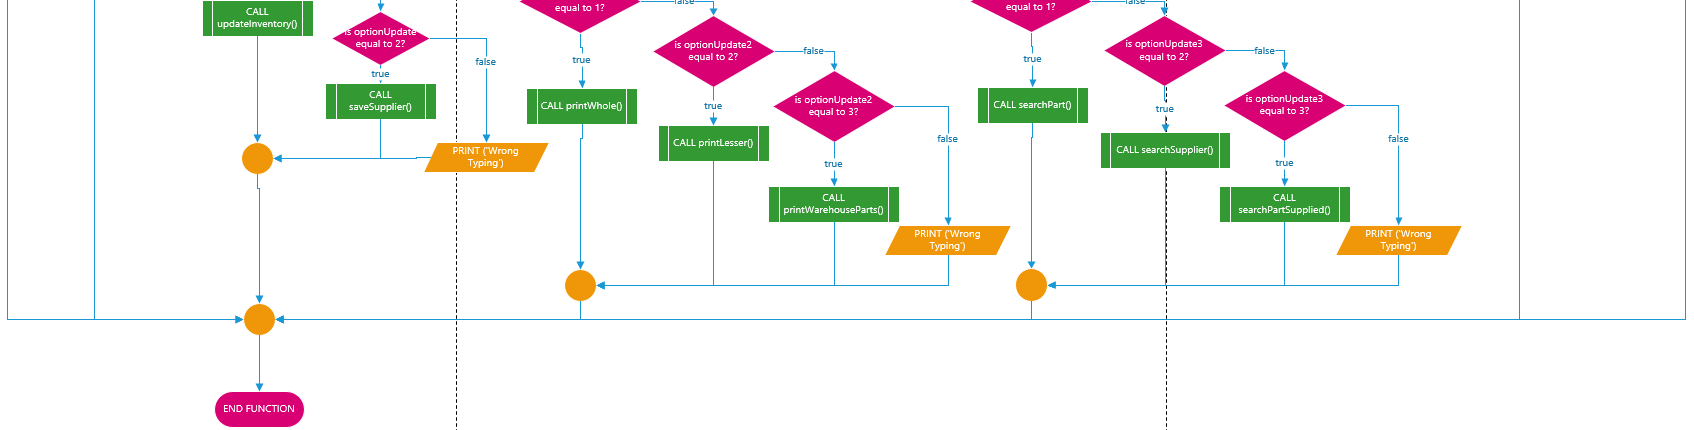 CALL
updateInventory()
is optionUpdate
equal to 2?
false
true
CALL
saveSupplier()
PRINT ('Wrong
Typing')
equal to 1?
false
true
CALL printWhole()
is optionUpdate2
equal to 2?
false
true
CALL printLesser()
is optionUpdate2
equal to 3?
false
true
CALL
printWarehouseParts()
PRINT ('Wrong
Typing')
equal to 1?
false
true
CALL searchPart()
is optionUpdate3
equal to 2?
false
true
CALL searchSupplier()
is optionUpdate3
equal to 3?
false
true
CALL
searchPartSupplied()
PRINT ('Wrong
Typing')
END FUNCTION